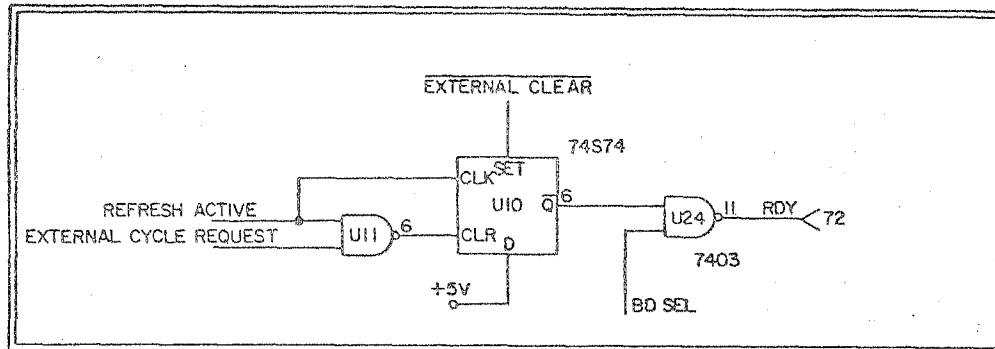 EXTERNAL CLEAR
74S74
CLK
SET
U10
Q
6
REFRESH ACTIVE
EXTERNAL CYCLE REQUEST
U11
6
CLR
D
+5V
U24
11
RDY
72
7403
BD SEL